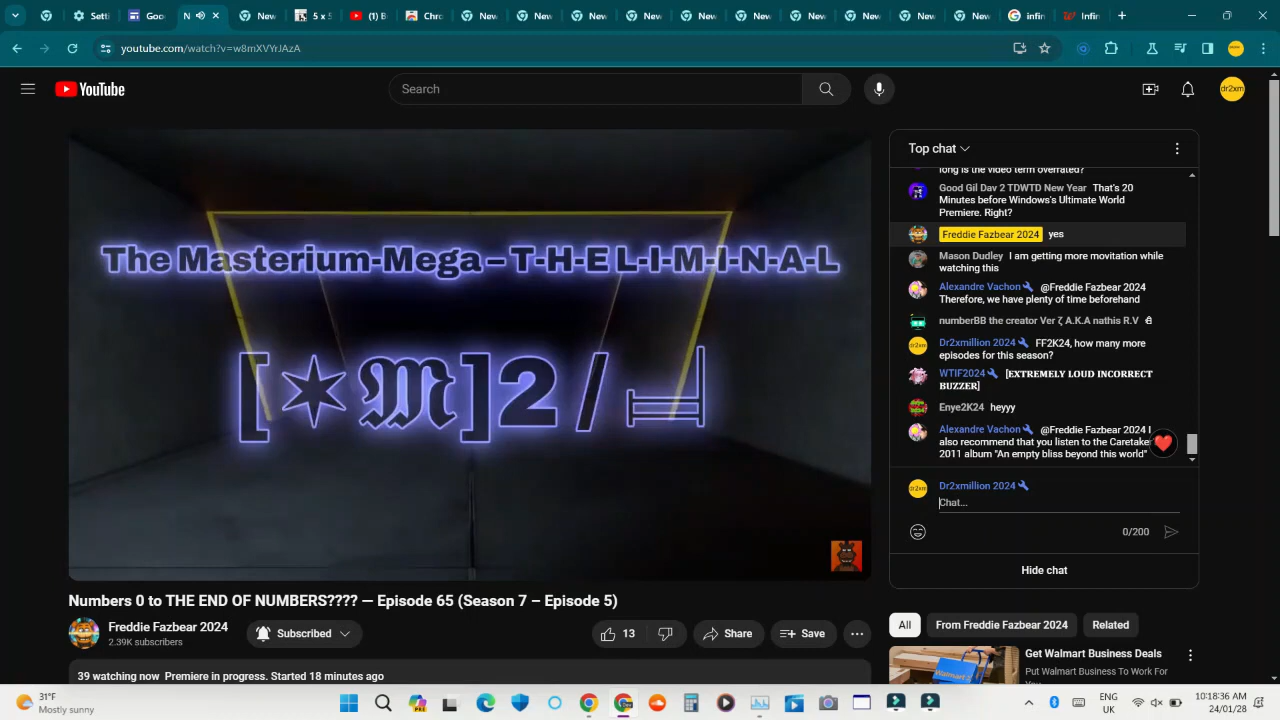 Setti
Goo
N
New
5 x 5
(1) B
Chro
New
New
New
New
New
New
New
New
New
New
infin
Infin
youtube.com/watch?v=w8mXVYrJAzA
YouTube
Search
dr2xm
The Masterium-Mega – T-H-E L-I-M-I-N-A-L
[✶𝔐]2/
Top chat
long is the video term overrated?
Good Gil Dav 2 TDWTD New Year That's 20
Minutes before Windows's Ultimate World
Premiere. Right?
Freddie Fazbear 2024 yes
Mason Dudley I am getting more movitation while
watching this
Alexandre Vachon @Freddie Fazbear 2024
Therefore, we have plenty of time beforehand
numberBB the creator Ver ζ A.K.A nathis R.V
Dr2xmillion 2024 FF2K24, how many more
episodes for this season?
WTIF2024 [EXTREMELY LOUD INCORRECT
BUZZER]
Enye2K24 heyyy
Alexandre Vachon @Freddie Fazbear 2024 I
also recommend that you listen to the Caretaker
2011 album "An empty bliss beyond this world"
Dr2xmillion 2024
Chat...
0/200
Hide chat
Numbers 0 to THE END OF NUMBERS???? — Episode 65 (Season 7 – Episode 5)
Freddie Fazbear 2024
2.39K subscribers
Subscribed
13
Share
Save
39 watching now Premiere in progress. Started 18 minutes ago
All
From Freddie Fazbear 2024
Related
Get Walmart Business Deals
Put Walmart Business To Work For
You
31°F
Mostly sunny
PRE
ENG
UK
10:18:36 AM
24/01/28